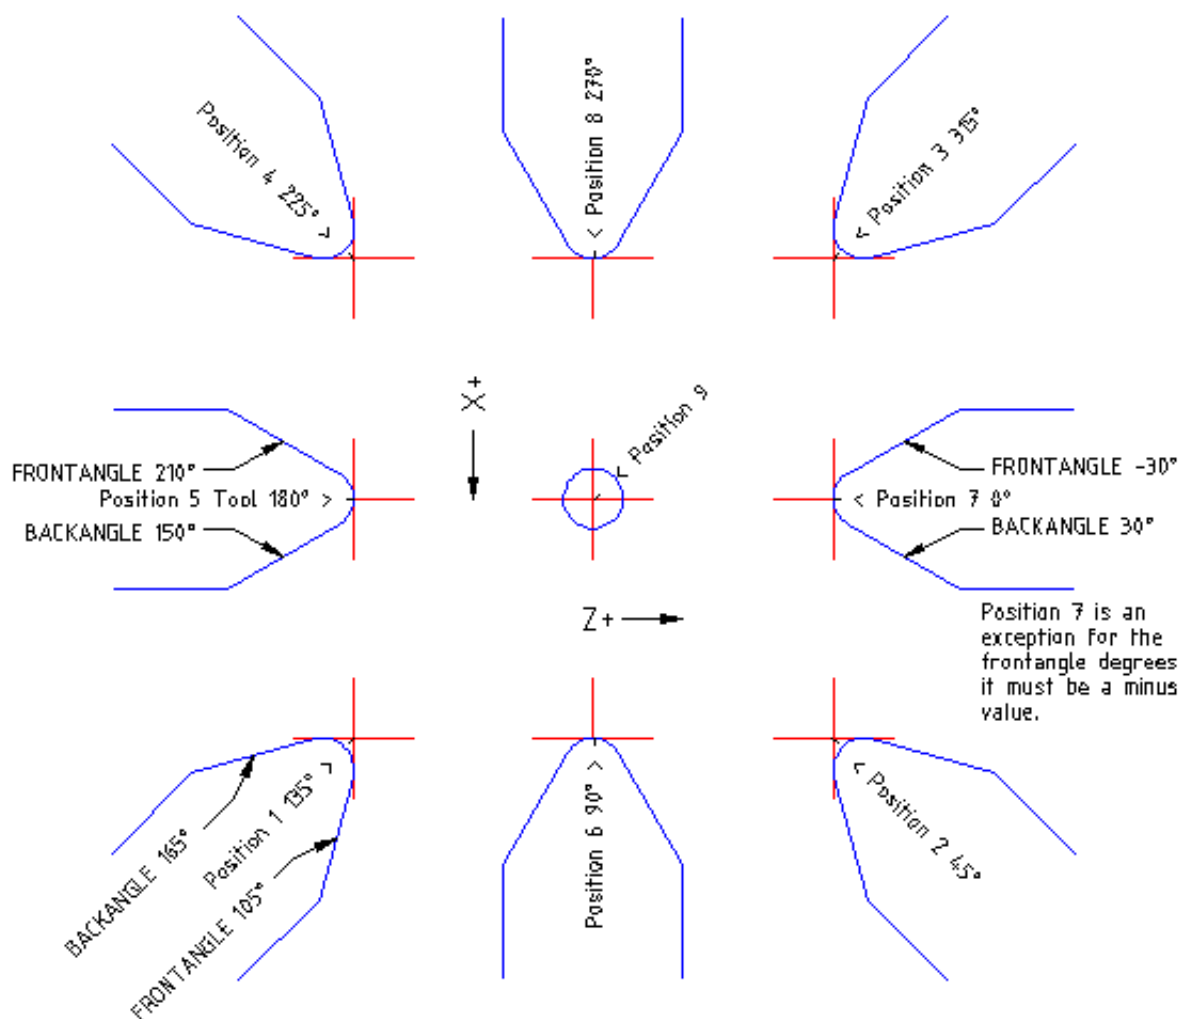 Position 4 225°
Position 8 270°
Position 3 315°
X+
Position 9
FRONTANGLE 210°
Position 5 Tool 180°
BACKANGLE 150°
FRONTANGLE -30°
Position 7 0°
BACKANGLE 30°
Z+
Position 7 is an
exception for the
frontangle degrees
it must be a minus
value.
BACKANGLE 165°
Position 1 135°
FRONTANGLE 105°
Position 6 90°
Position 2 45°